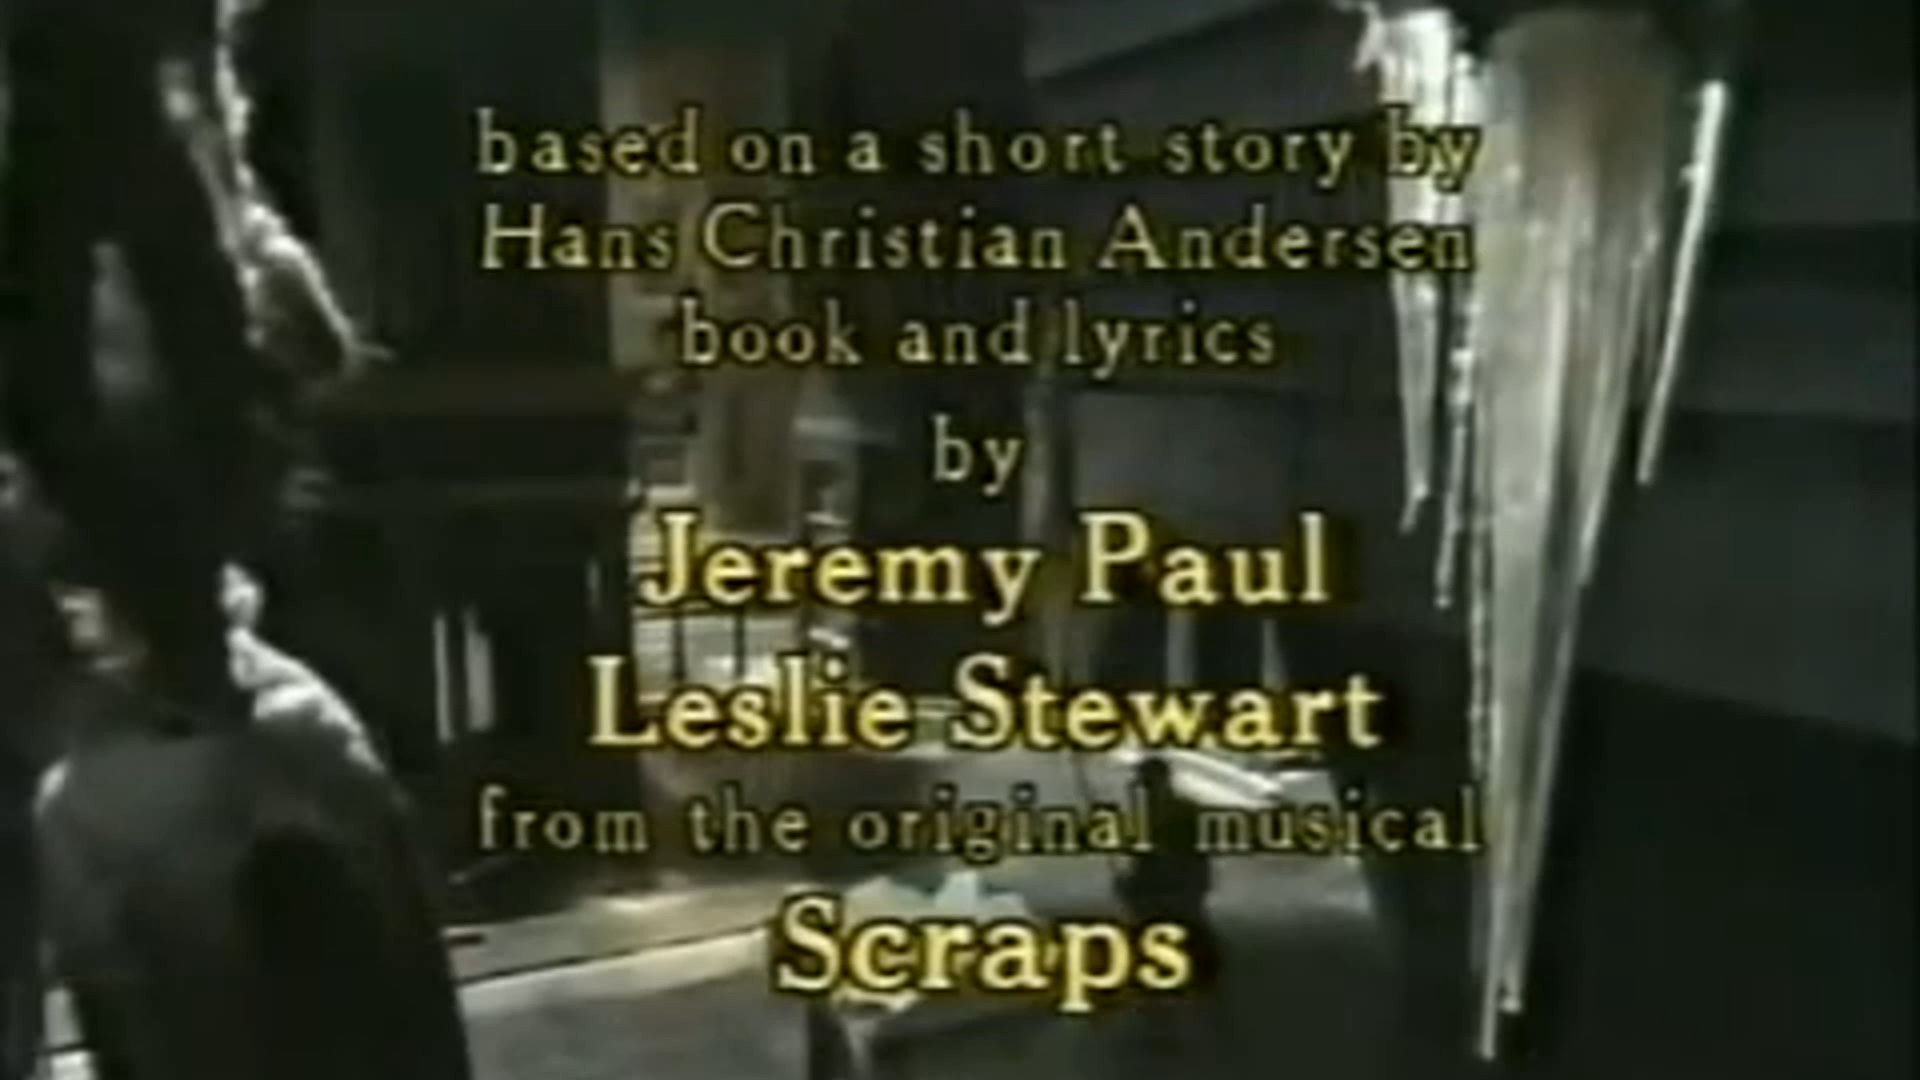 based on a short story by
Hans Christian Andersen
book and lyrics
by
Jeremy Paul
Leslie Stewart
from the original musical
Scraps